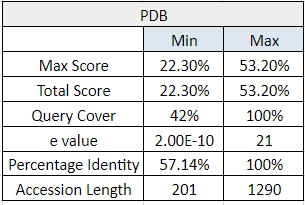 PDB
Min Max
Max Score 22.30% 53.20%
Total Score 22.30% 53.20%
Query Cover 42% 100%
e value 2.00E-10 21
Percentage Identity 57.14% 100%
Accession Length 201 1290